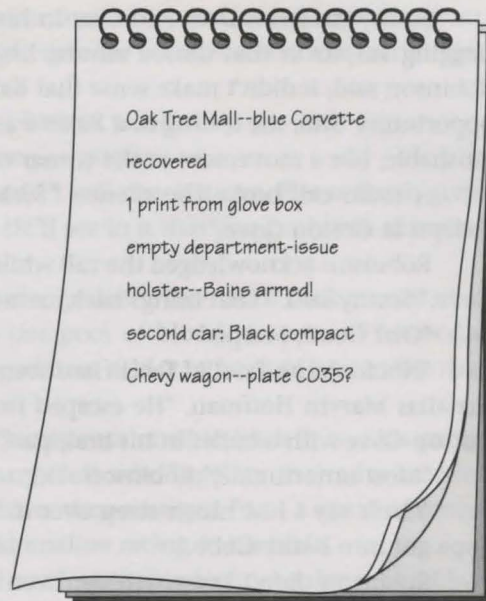 Oak Tree Mall--blue Corvette
recovered
1 print from glove box
empty department-issue
holster--Bains armed!
second car: Black compact
Chevy wagon--plate CO35?